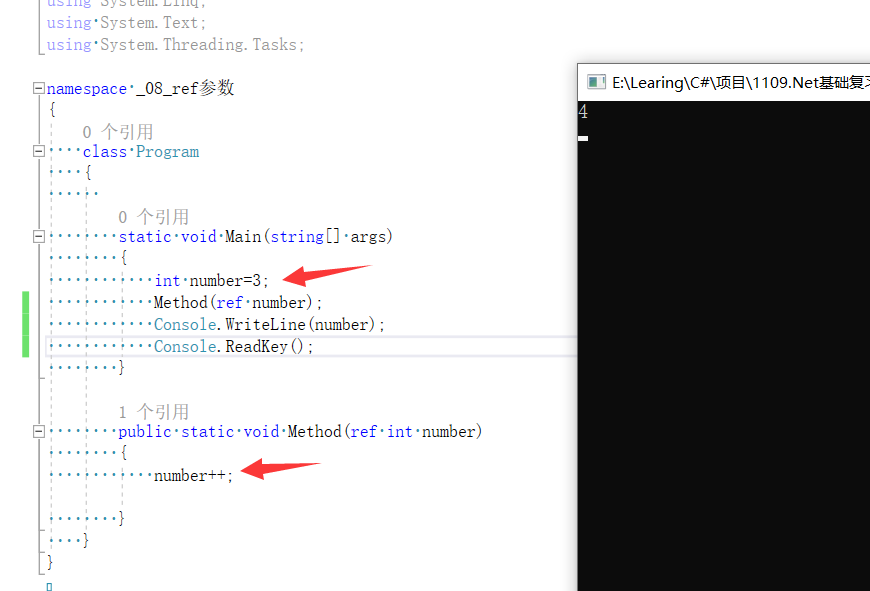 using System.Linq;
using System.Text;
using System.Threading.Tasks;
namespace _08_ref参数
{
0 个引用
class Program
{
0 个引用
static void Main(string[] args)
{
int number=3;
Method(ref number);
Console.WriteLine(number);
Console.ReadKey();
}
1 个引用
public static void Method(ref int number)
{
number++;
}
}
}
E:\Learing\C#\项目\1109.Net基础复习
4